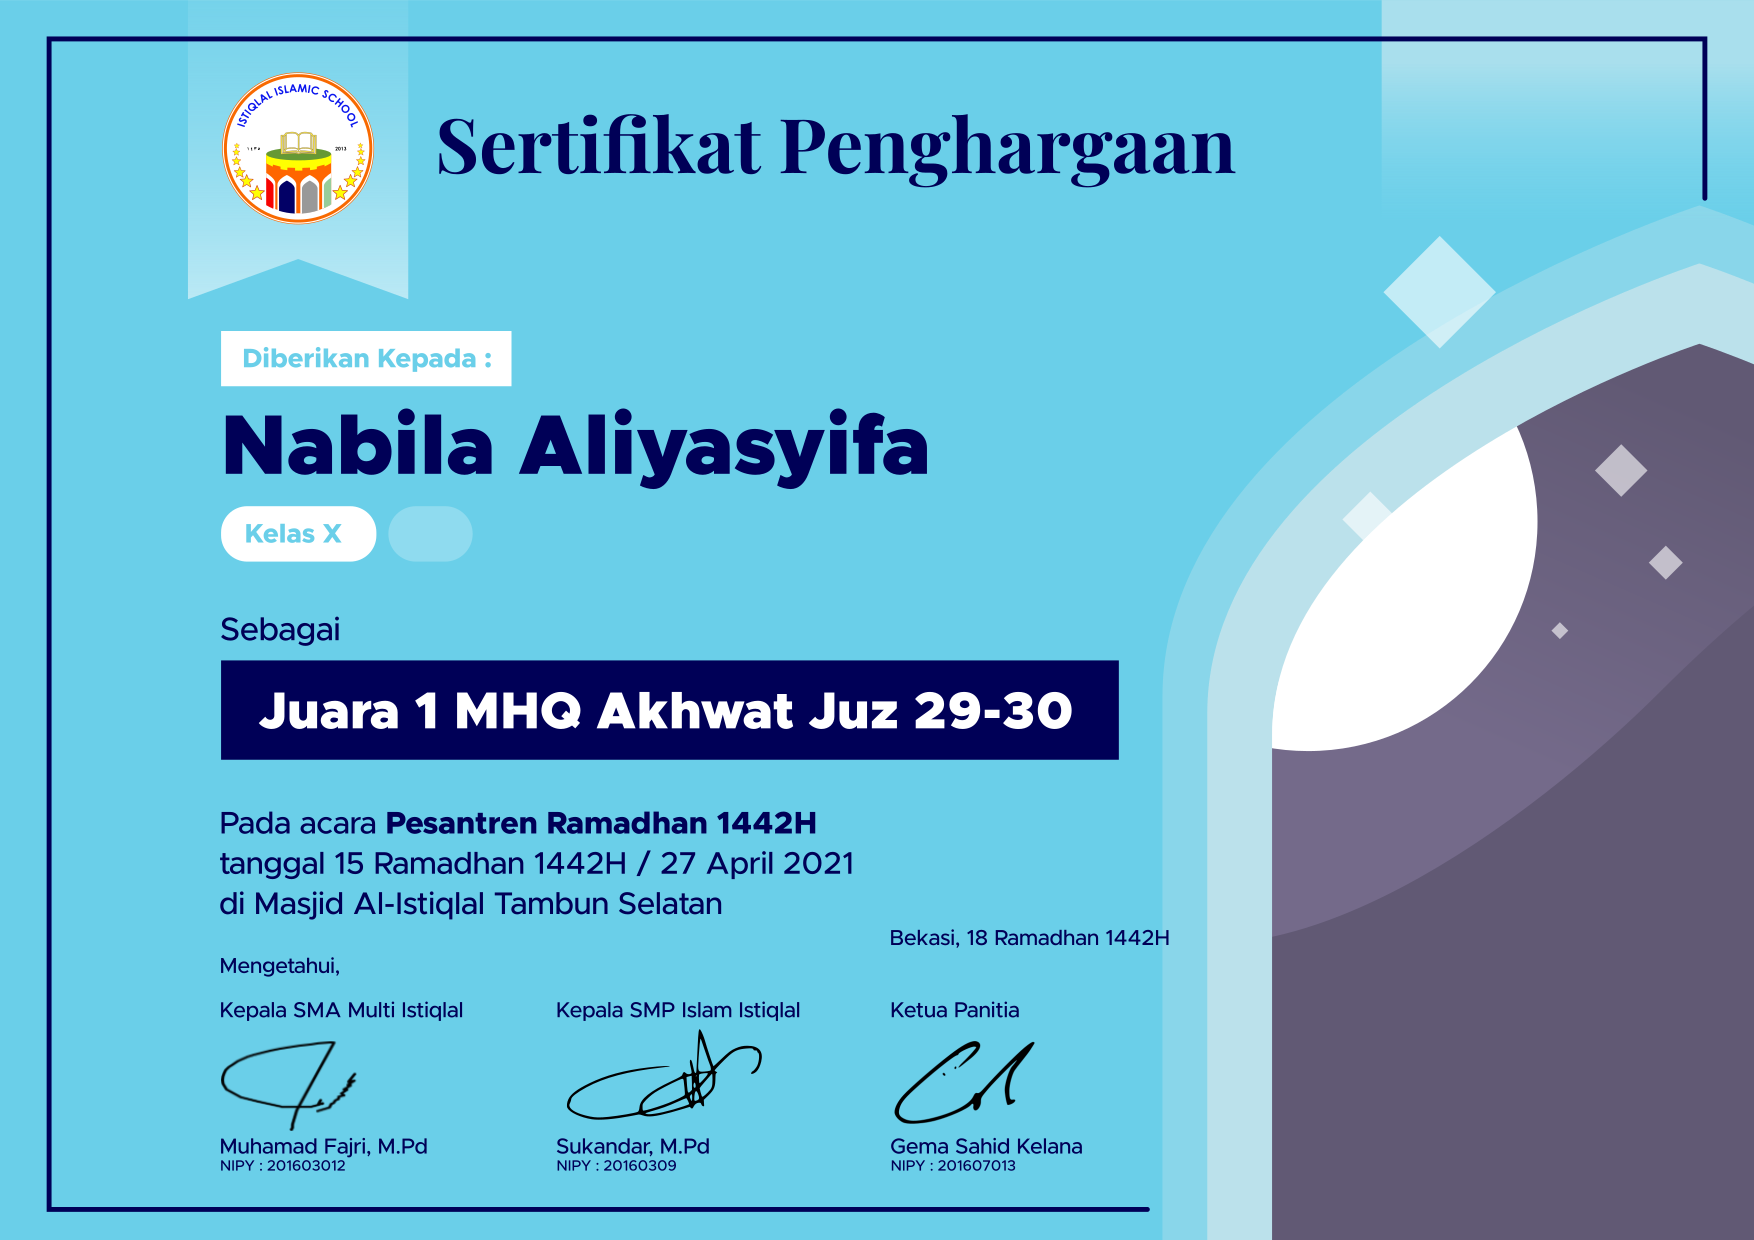 ISTIQLAL ISLAMIC SCHOOL
١٤٣٥
2013
Sertifikat Penghargaan
Diberikan Kepada :
Nabila Aliyasyifa
Kelas X
Sebagai
Juara 1 MHQ Akhwat Juz 29-30
Pada acara Pesantren Ramadhan 1442H
tanggal 15 Ramadhan 1442H / 27 April 2021
di Masjid Al-Istiqlal Tambun Selatan
Bekasi, 18 Ramadhan 1442H
Mengetahui,
Kepala SMA Multi Istiqlal
Kepala SMP Islam Istiqlal
Ketua Panitia
Muhamad Fajri, M.Pd
NIPY : 201603012
Sukandar, M.Pd
NIPY : 20160309
Gema Sahid Kelana
NIPY : 201607013